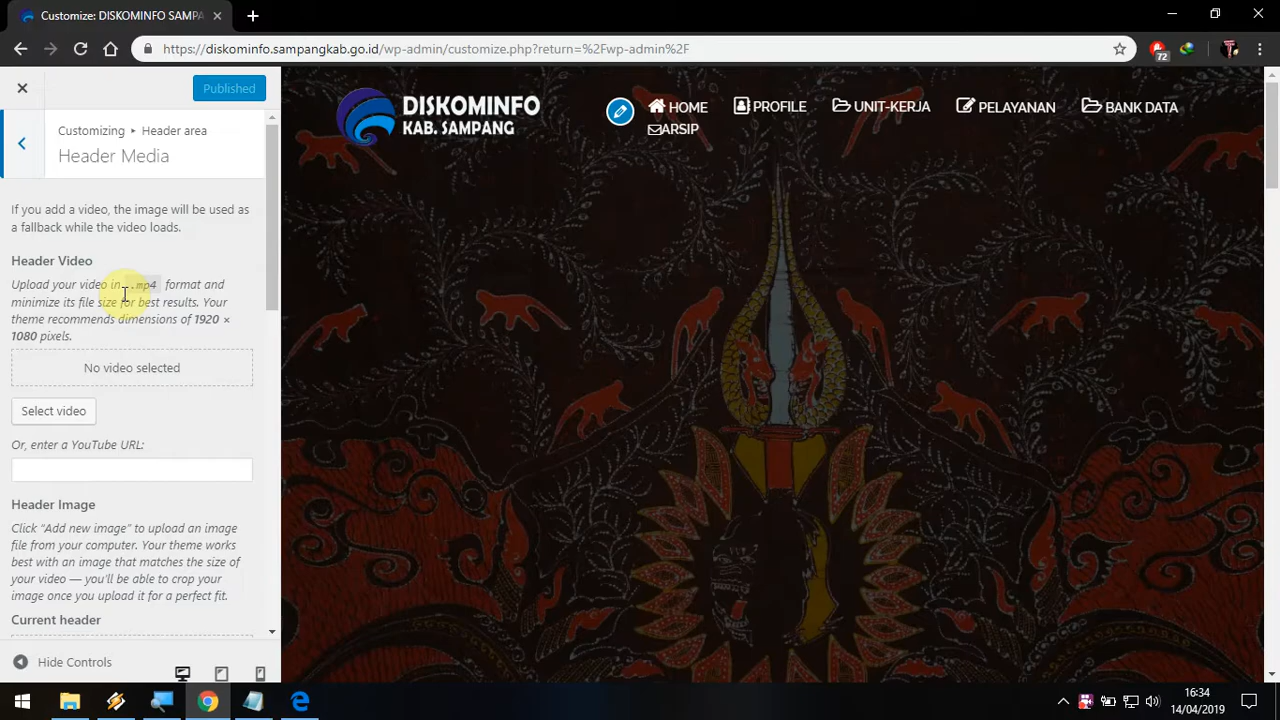 Customize: DISKOMINFO SAMPA
https://diskominfo.sampangkab.go.id/wp-admin/customize.php?return=%2Fwp-admin%2F
72
Published
Customizing ▸ Header area
Header Media
If you add a video, the image will be used as
a fallback while the video loads.
Header Video
Upload your video in .mp4 format and
minimize its file size for best results. Your
theme recommends dimensions of 1920 ×
1080 pixels.
No video selected
Select video
Or, enter a YouTube URL:
Header Image
Click “Add new image” to upload an image
file from your computer. Your theme works
best with an image that matches the size of
your video — you’ll be able to crop your
image once you upload it for a perfect fit.
Current header
Hide Controls
DISKOMINFO
KAB. SAMPANG
HOME
PROFILE
UNIT-KERJA
PELAYANAN
BANK DATA
ARSIP
16:34
14/04/2019